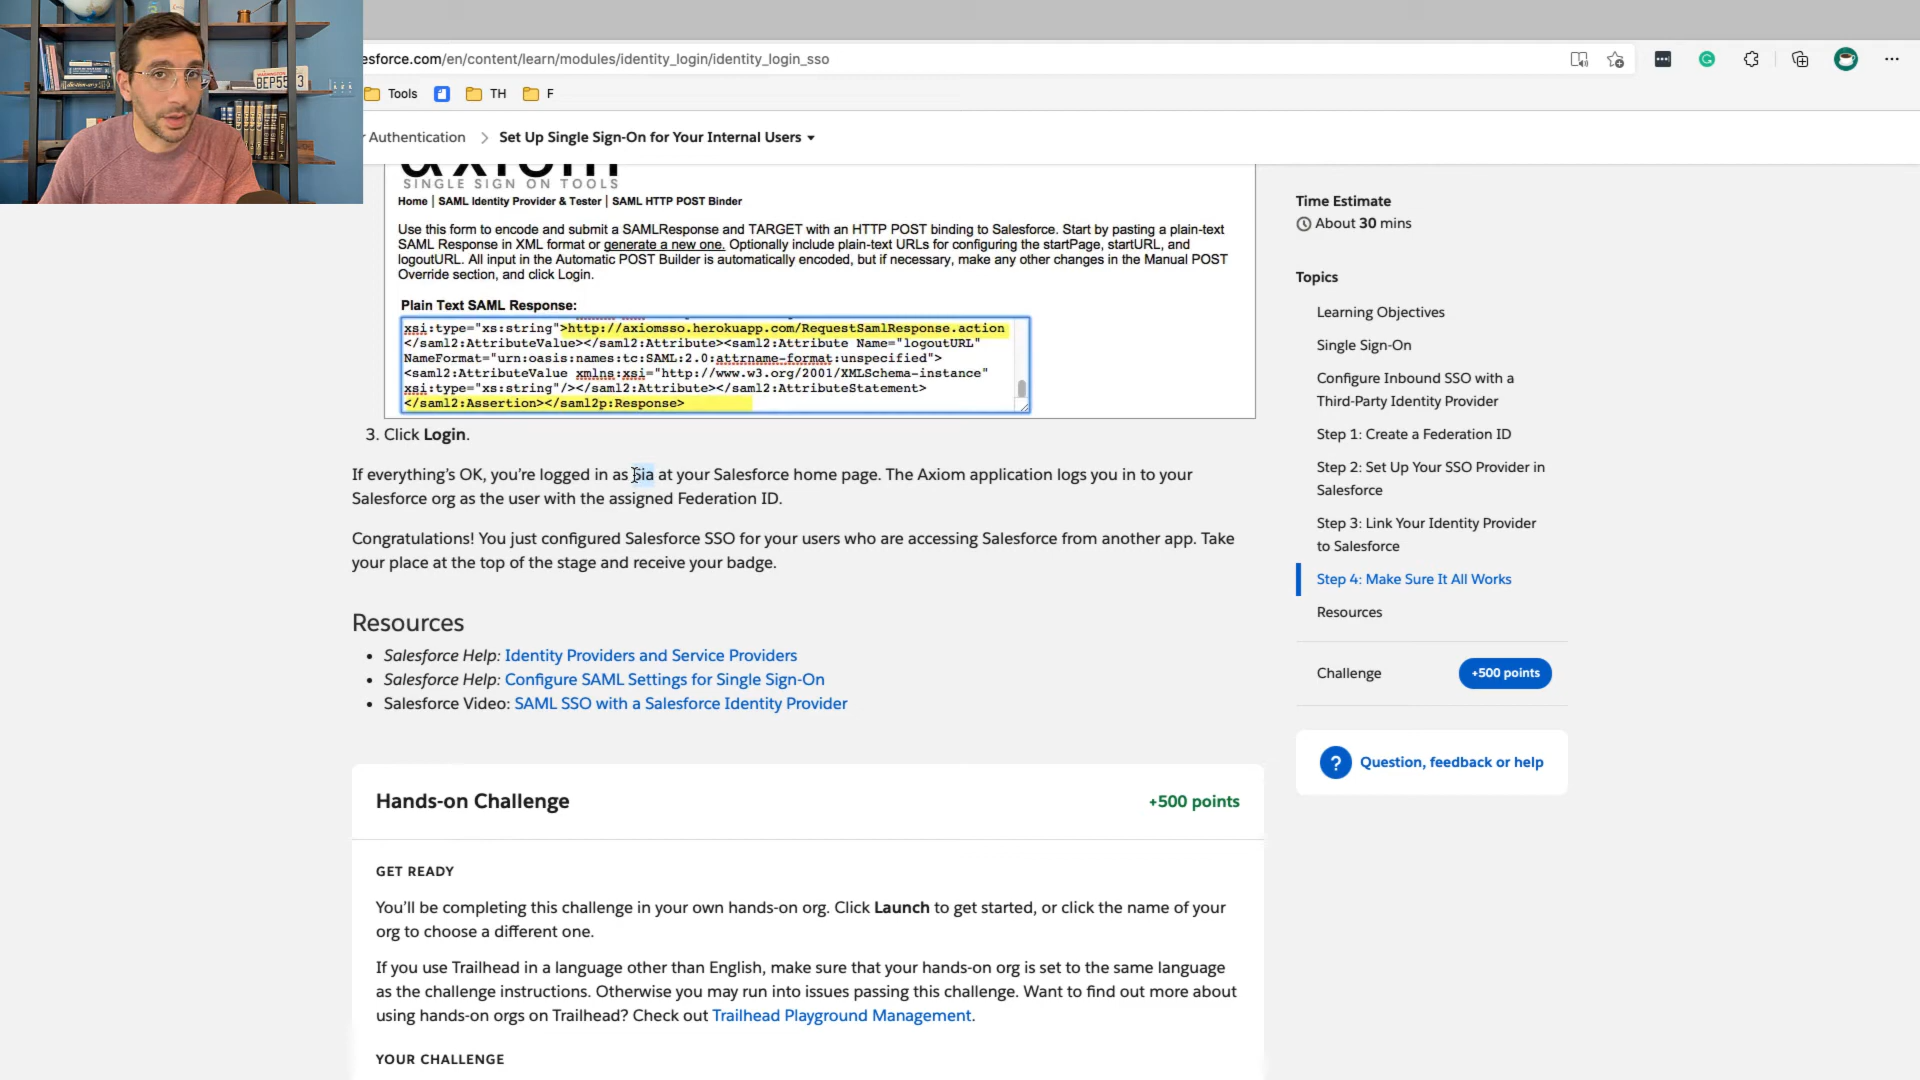 BEP5 3
esforce.com/en/content/learn/modules/identity_login/identity_login_sso
Tools
TH
F
Authentication
Set Up Single Sign-On for Your Internal Users
axiom
SINGLE SIGN ON TOOLS
Home | SAML Identity Provider & Tester | SAML HTTP POST Binder
Use this form to encode and submit a SAMLResponse and TARGET with an HTTP POST binding to Salesforce. Start by pasting a plain-text
SAML Response in XML format or generate a new one. Optionally include plain-text URLs for configuring the startPage, startURL, and
logoutURL. All input in the Automatic POST Builder is automatically encoded, but if necessary, make any other changes in the Manual POST
Override section, and click Login.
Plain Text SAML Response:
xsi:type="xs:string">http://axiomsso.herokuapp.com/RequestSamlResponse.action
</saml2:AttributeValue></saml2:Attribute><saml2:Attribute Name="logoutURL"
NameFormat="urn:oasis:names:tc:SAML:2.0:attrname-format:unspecified">
<saml2:AttributeValue xmlns:xsi="http://www.w3.org/2001/XMLSchema-instance"
xsi:type="xs:string"/></saml2:Attribute></saml2:AttributeStatement>
</saml2:Assertion></saml2p:Response>
3. Click Login.
If everything's OK, you're logged in as Sia at your Salesforce home page. The Axiom application logs you in to your
Salesforce org as the user with the assigned Federation ID.
Congratulations! You just configured Salesforce SSO for your users who are accessing Salesforce from another app. Take
your place at the top of the stage and receive your badge.
Resources
• Salesforce Help: Identity Providers and Service Providers
• Salesforce Help: Configure SAML Settings for Single Sign-On
• Salesforce Video: SAML SSO with a Salesforce Identity Provider
Hands-on Challenge
+500 points
GET READY
You'll be completing this challenge in your own hands-on org. Click Launch to get started, or click the name of your
org to choose a different one.
If you use Trailhead in a language other than English, make sure that your hands-on org is set to the same language
as the challenge instructions. Otherwise you may run into issues passing this challenge. Want to find out more about
using hands-on orgs on Trailhead? Check out Trailhead Playground Management.
YOUR CHALLENGE
Time Estimate
About 30 mins
Topics
Learning Objectives
Single Sign-On
Configure Inbound SSO with a
Third-Party Identity Provider
Step 1: Create a Federation ID
Step 2: Set Up Your SSO Provider in
Salesforce
Step 3: Link Your Identity Provider
to Salesforce
Step 4: Make Sure It All Works
Resources
Challenge
+500 points
? Question, feedback or help